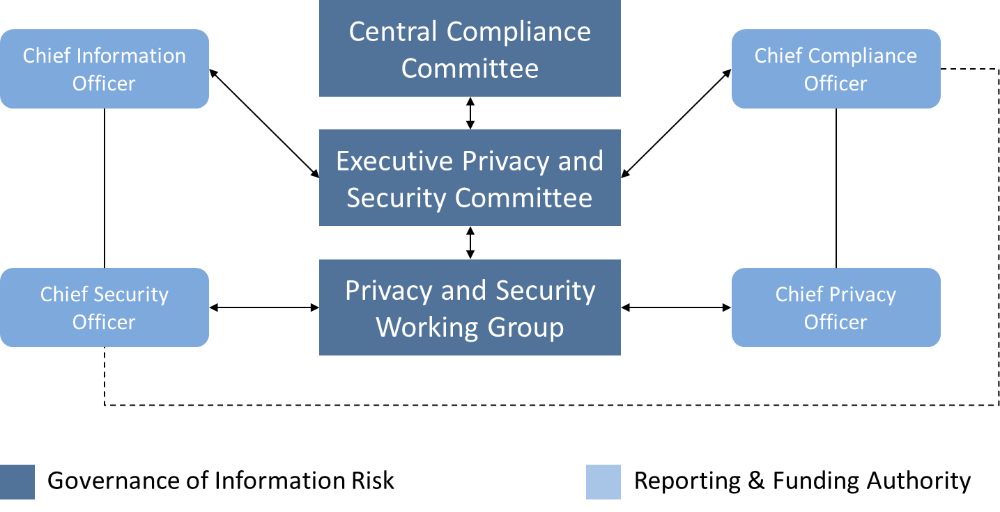 Central Compliance
Committee
Chief Information
Officer
Chief Compliance
Officer
Executive Privacy and
Security Committee
Privacy and Security
Working Group
Chief Security
Officer
Chief Privacy
Officer
Governance of Information Risk
Reporting & Funding Authority